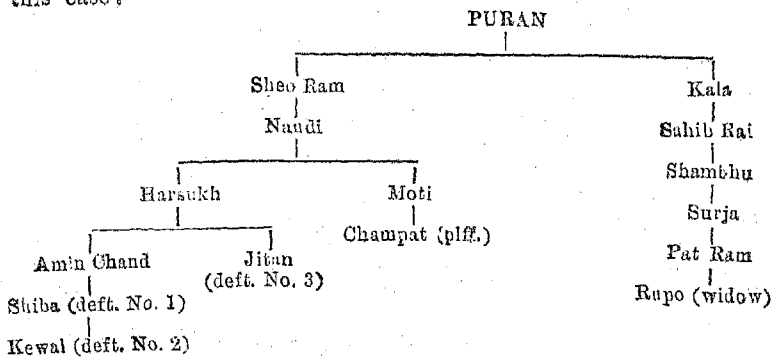 this case:
PURAN
Sheo Ram Kala
Nandi Sahib Rai
Harsukh Moti Shambhu
Champat (plff.) Surja
Amin Chand Jitan Pat Ram
(deft. No. 3)
Shiba (deft. No. 1) Rupo (widow)
Kewal (deft. No. 2)